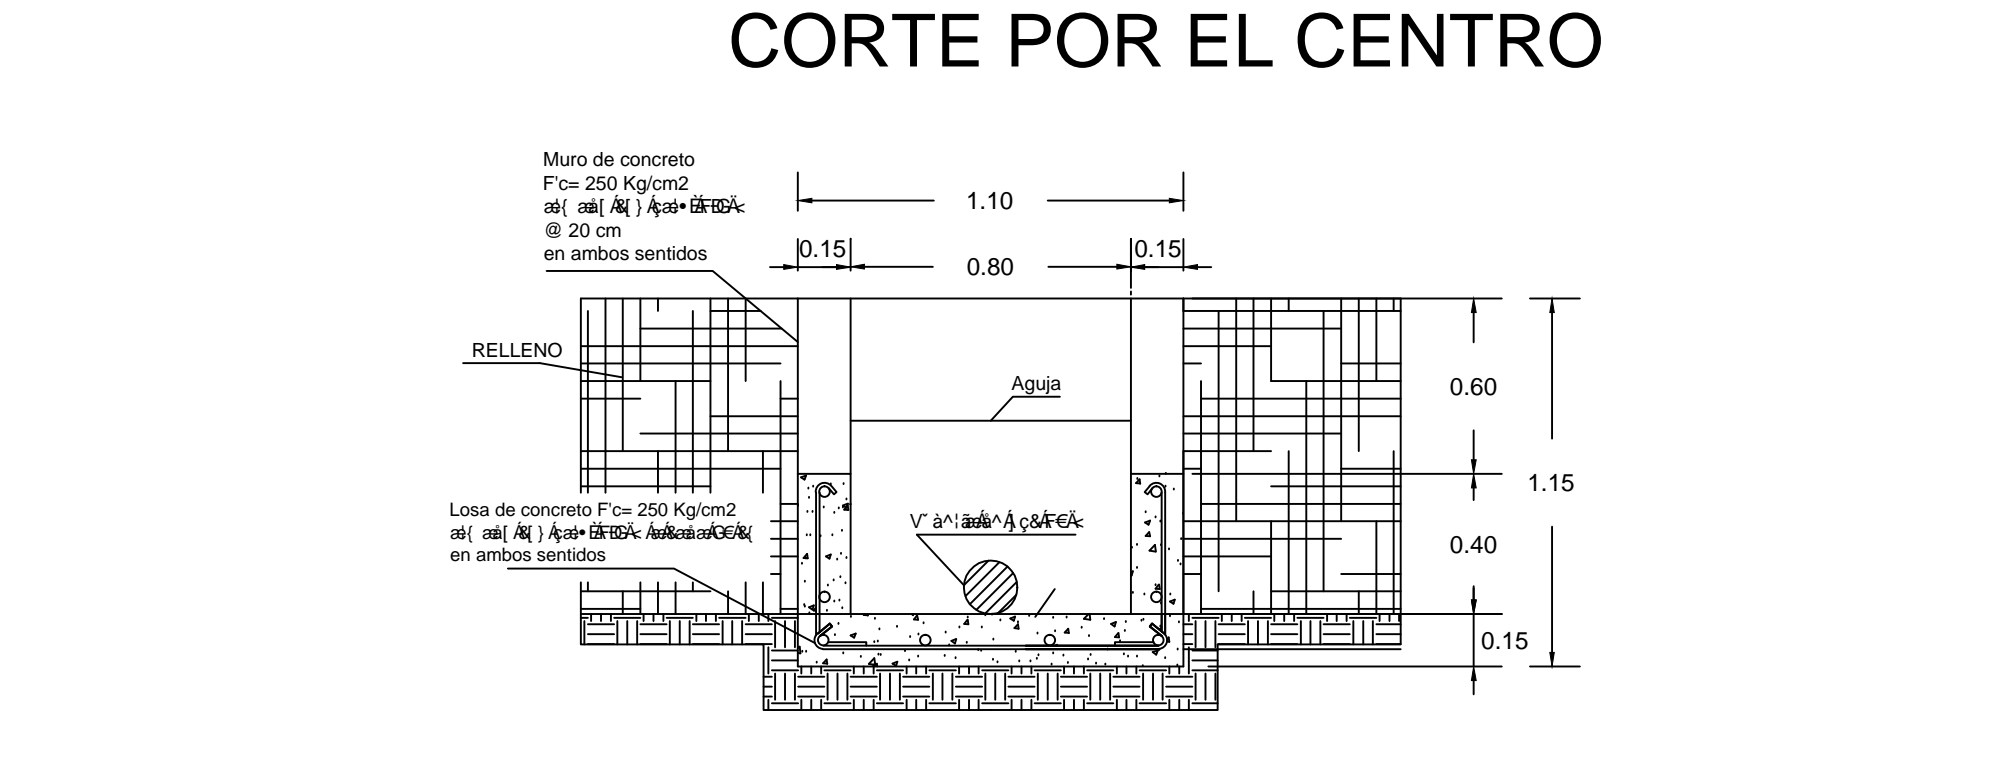 CORTE POR EL CENTRO
Muro de concreto
F'c= 250 Kg/cm2
@ 20 cm
en ambos sentidos
1.10
0.15
0.80
0.15
RELLENO
Aguja
0.60
1.15
Losa de concreto F'c= 250 Kg/cm2
en ambos sentidos
0.40
0.15